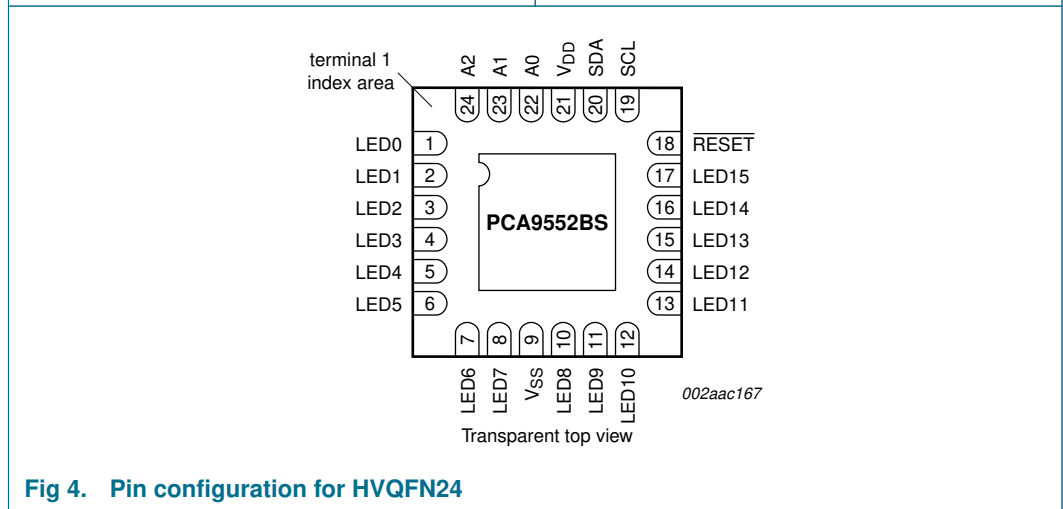 terminal 1
index area
A2
A1
A0
VDD
SDA
SCL
24
23
22
21
20
19
LED0 1
LED1 2
LED2 3
LED3 4
LED4 5
LED5 6
18 RESET
17 LED15
16 LED14
15 LED13
14 LED12
13 LED11
PCA9552BS
7
8
9
10
11
12
LED6
LED7
VSS
LED8
LED9
LED10
002aac167
Transparent top view
Fig 4. Pin configuration for HVQFN24